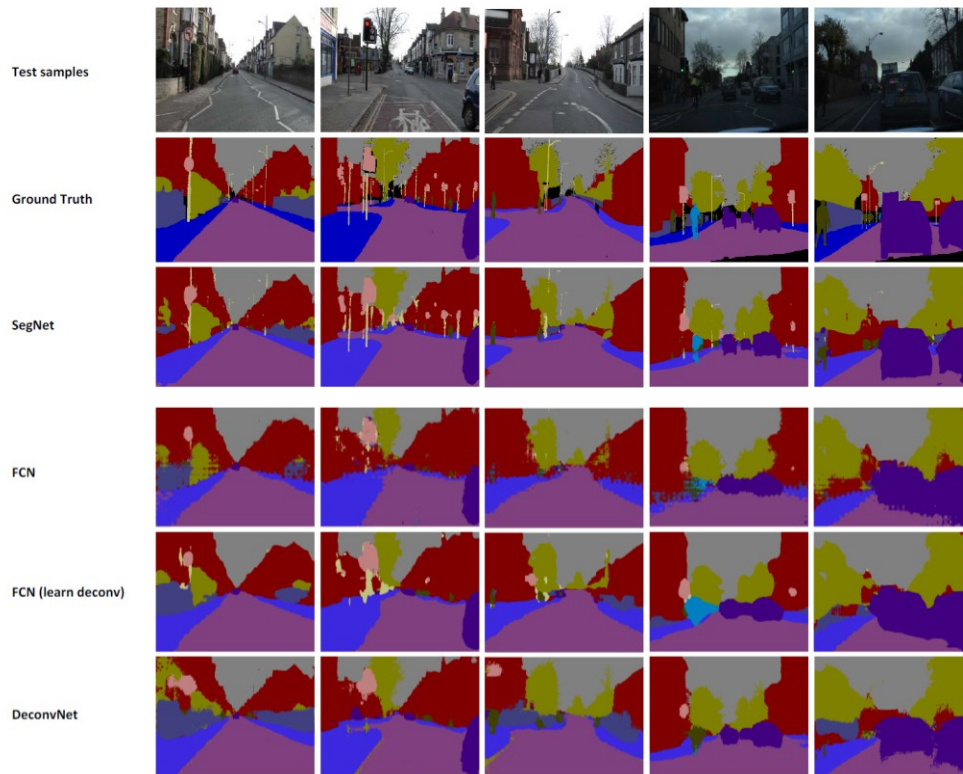 Test samples
Ground Truth
SegNet
FCN
FCN (learn deconv)
DeconvNet